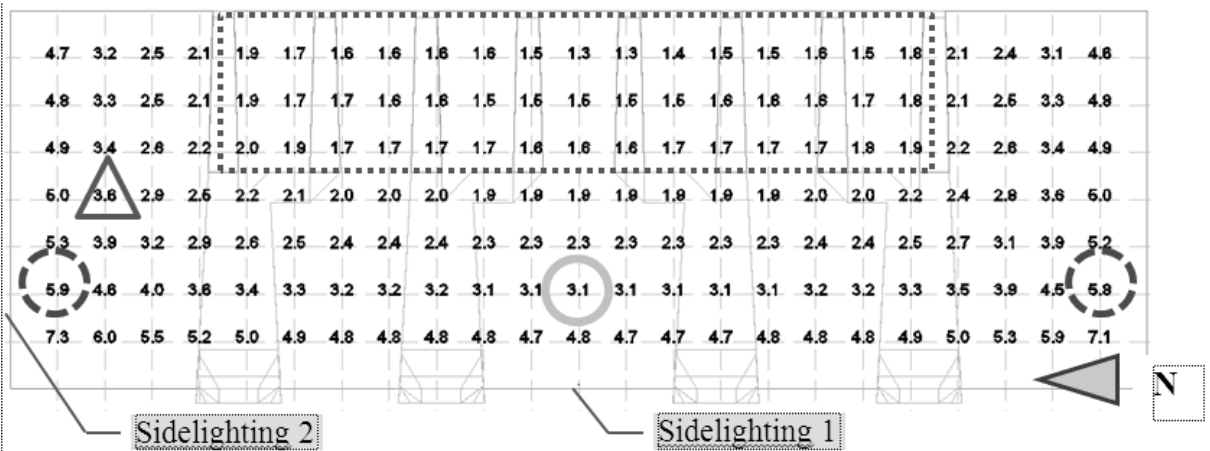 4.7 3.2 2.5 2.1 1.9 1.7 1.6 1.6 1.6 1.6 1.5 1.3 1.3 1.4 1.5 1.5 1.6 1.5 1.8 2.1 2.4 3.1 4.6
4.8 3.3 2.5 2.1 1.9 1.7 1.7 1.6 1.6 1.5 1.5 1.5 1.5 1.5 1.6 1.6 1.6 1.7 1.8 2.1 2.5 3.3 4.8
4.9 3.4 2.6 2.2 2.0 1.9 1.7 1.7 1.7 1.7 1.6 1.6 1.6 1.7 1.7 1.7 1.7 1.8 1.9 2.2 2.6 3.4 4.9
5.0 3.6 2.9 2.5 2.2 2.1 2.0 2.0 2.0 1.9 1.9 1.9 1.9 1.9 1.9 1.9 2.0 2.0 2.2 2.4 2.8 3.6 5.0
5.3 3.9 3.2 2.9 2.6 2.5 2.4 2.4 2.4 2.3 2.3 2.3 2.3 2.3 2.3 2.3 2.4 2.4 2.5 2.7 3.1 3.9 5.2
5.9 4.6 4.0 3.6 3.4 3.3 3.2 3.2 3.2 3.1 3.1 3.1 3.1 3.1 3.1 3.1 3.2 3.2 3.3 3.5 3.9 4.5 5.8
7.3 6.0 5.5 5.2 5.0 4.9 4.8 4.8 4.8 4.8 4.7 4.8 4.7 4.7 4.7 4.8 4.8 4.8 4.9 5.0 5.3 5.9 7.1
N
Sidelighting 2 Sidelighting 1